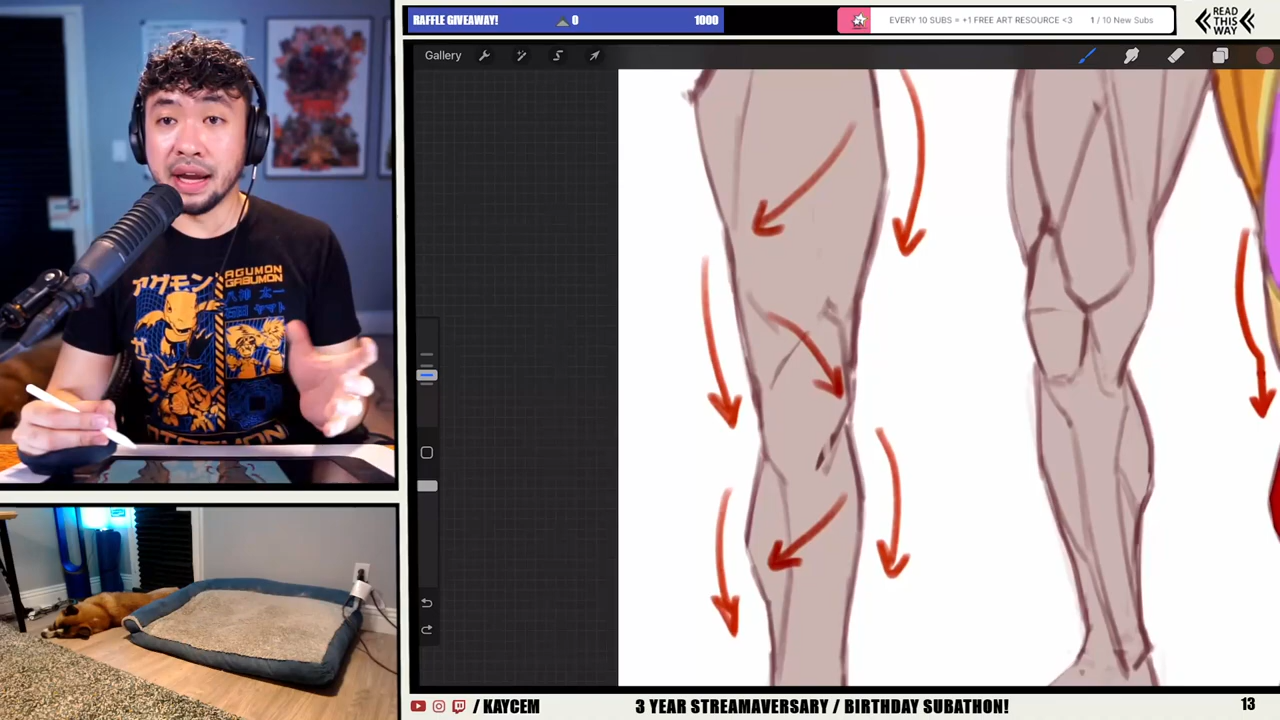 RAFFLE GIVEAWAY! 0 1000
EVERY 10 SUBS = +1 FREE ART RESOURCE <3 1 / 10 New Subs
READ
THIS
WAY
Gallery
アグモン
AGUMON
GABUMON
/ KAYCEM
3 YEAR STREAMAVERSARY / BIRTHDAY SUBATHON!
13